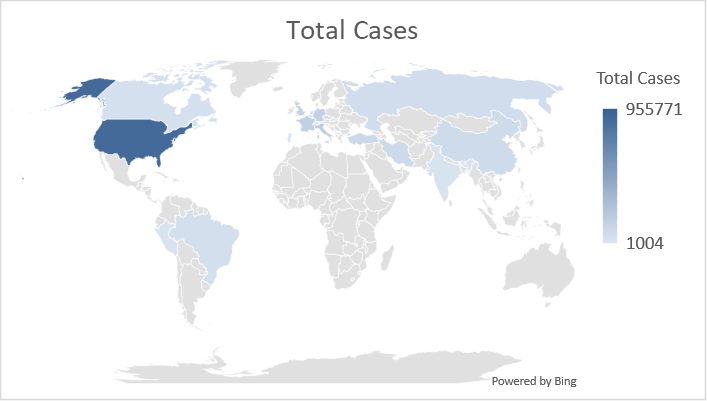 Total Cases
Total Cases
955771
1004
Powered by Bing